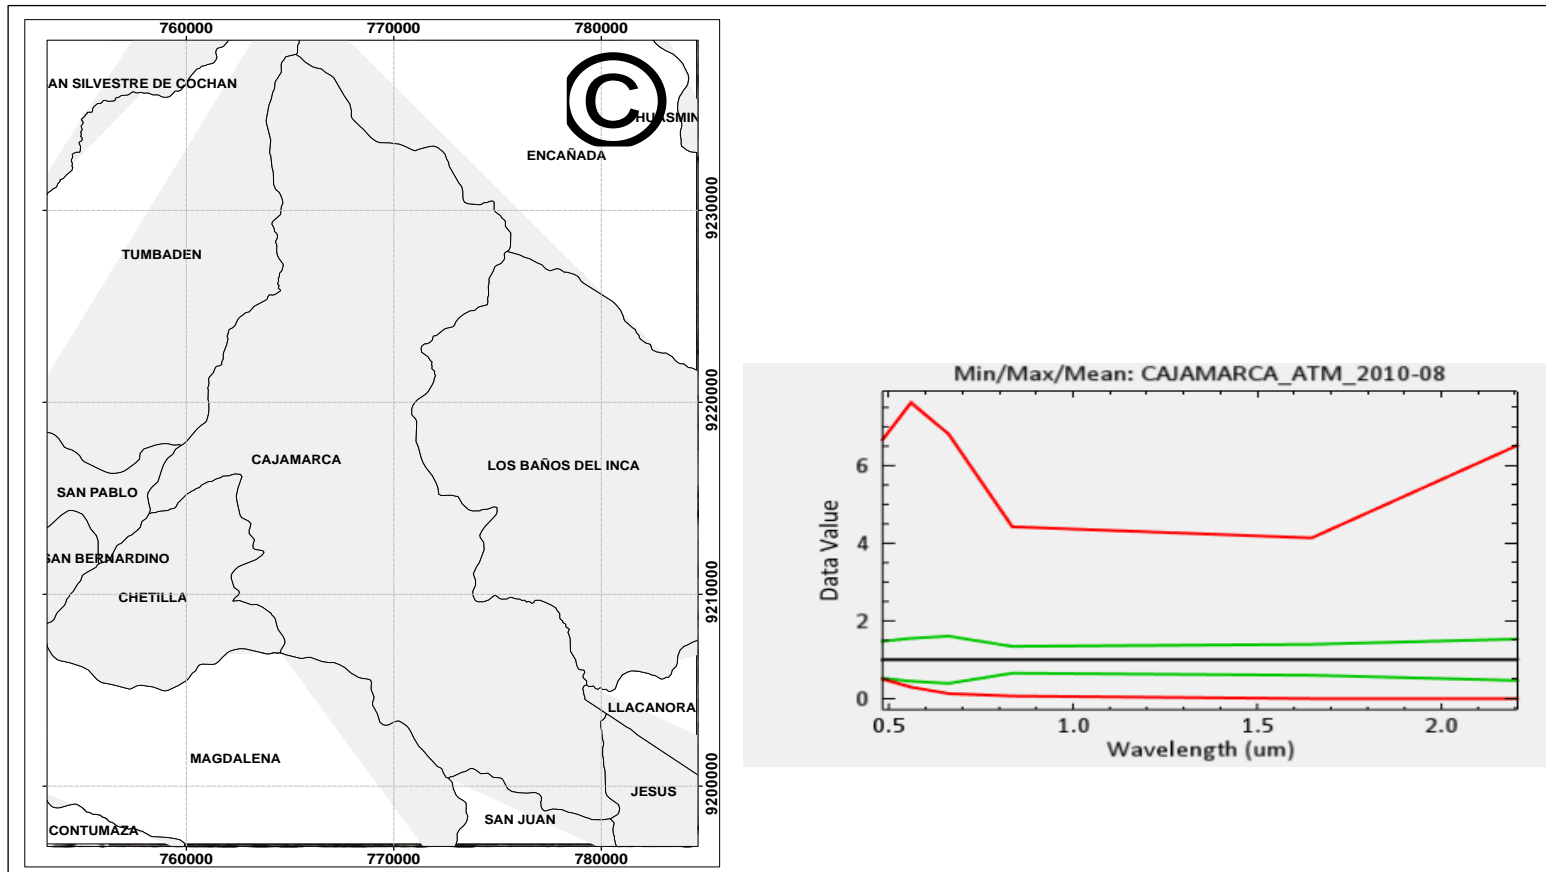 760000 770000 780000
AN SILVESTRE DE COCHAN
©
HUASMIN
ENCAÑADA
9230000
TUMBADEN
9220000
CAJAMARCA
LOS BAÑOS DEL INCA
SAN PABLO
SAN BERNARDINO
CHETILLA
9210000
LLACANORA
MAGDALENA
JESUS
9200000
SAN JUAN
CONTUMAZA
760000 770000 780000
Min/Max/Mean: CAJAMARCA_ATM_2010-08
Data Value
6
4
2
0
0.5 1.0 1.5 2.0
Wavelength (um)